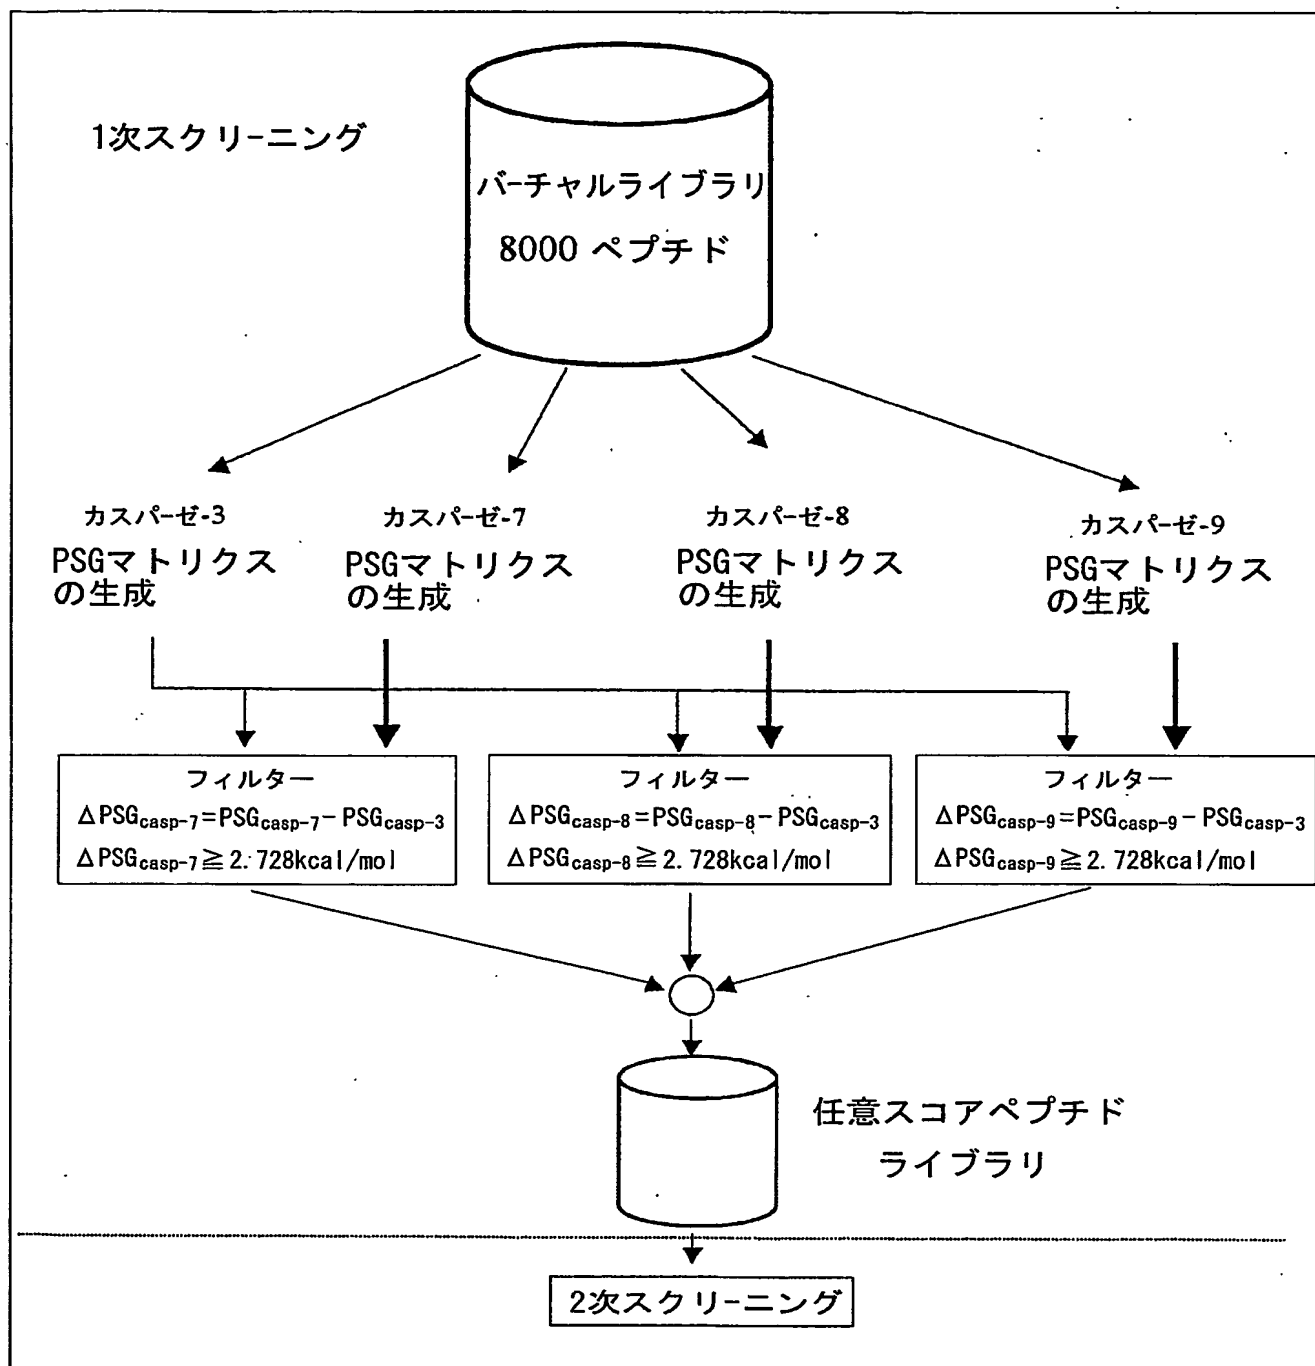 1次スクリーニング
バーチャルライブラリ
8000 ペプチド
カスパーゼ-3
PSGマトリクス
の生成
カスパーゼ-7
PSGマトリクス
の生成
カスパーゼ-8
PSGマトリクス
の生成
カスパーゼ-9
PSGマトリクス
の生成
フィルター
ΔPSGcasp-7=PSGcasp-7-PSGcasp-3
ΔPSGcasp-7≧2.728kcal/mol
フィルター
ΔPSGcasp-8=PSGcasp-8-PSGcasp-3
ΔPSGcasp-8≧2.728kcal/mol
フィルター
ΔPSGcasp-9=PSGcasp-9-PSGcasp-3
ΔPSGcasp-9≧2.728kcal/mol
任意スコアペプチド
ライブラリ
2次スクリーニング